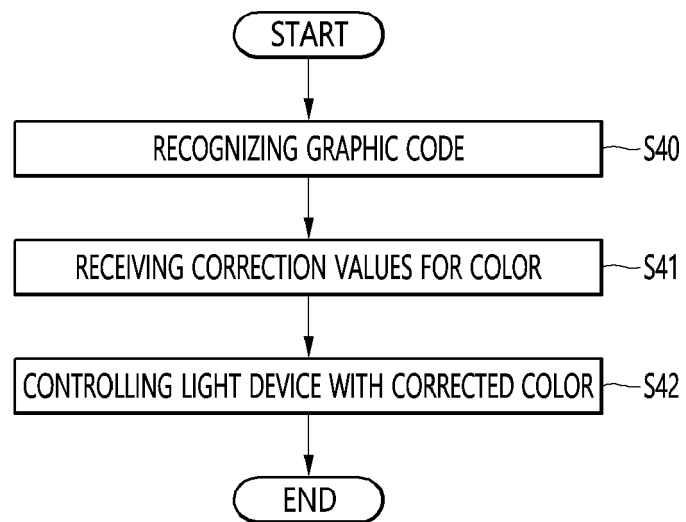 START
RECOGNIZING GRAPHIC CODE S40
RECEIVING CORRECTION VALUES FOR COLOR S41
CONTROLLING LIGHT DEVICE WITH CORRECTED COLOR S42
END